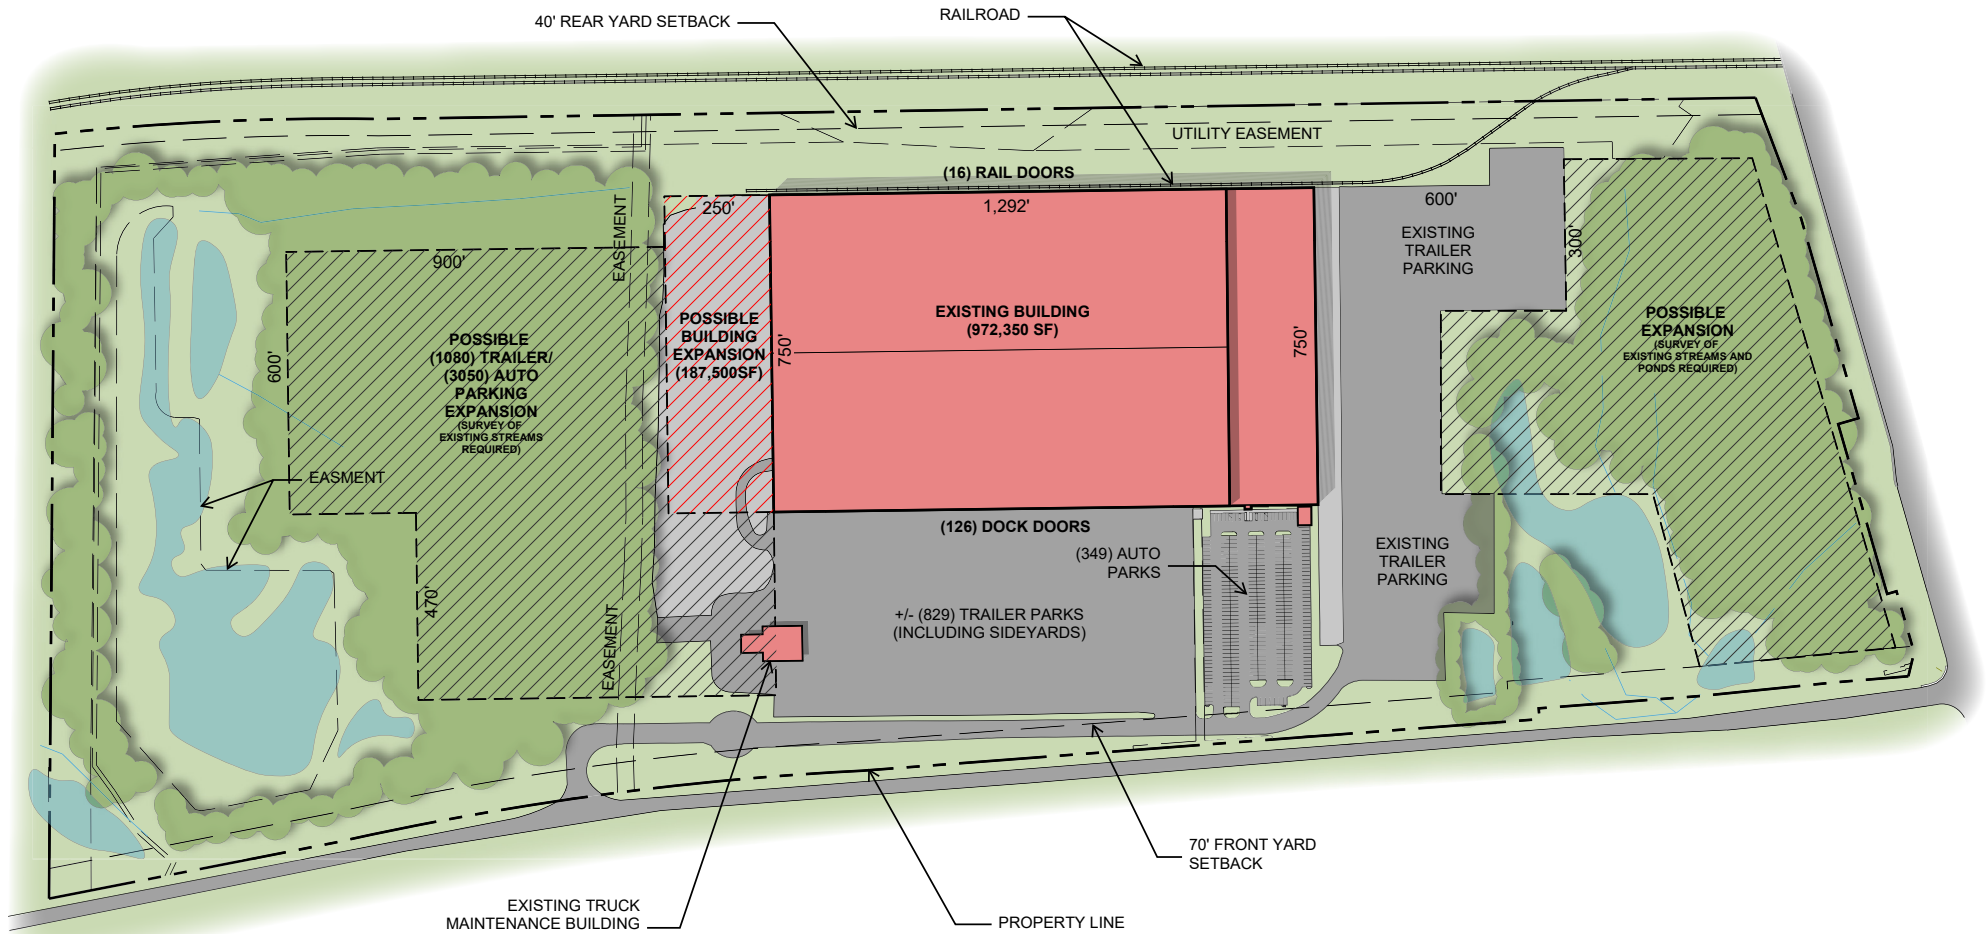 40' REAR YARD SETBACK
RAILROAD
UTILITY EASEMENT
(16) RAIL DOORS
250'
1,292'
600'
EXISTING
TRAILER
PARKING
300'
EASEMENT
900'
600'
POSSIBLE
(1080) TRAILER/
(3050) AUTO
PARKING
EXPANSION
(SURVEY OF
EXISTING STREAMS
REQUIRED)
POSSIBLE
BUILDING
EXPANSION
(187,500SF)
750'
EXISTING BUILDING
(972,350 SF)
750'
POSSIBLE
EXPANSION
(SURVEY OF
EXISTING STREAMS AND
PONDS REQUIRED)
EASMENT
(126) DOCK DOORS
(349) AUTO
PARKS
EXISTING
TRAILER
PARKING
470'
EASEMENT
+/- (829) TRAILER PARKS
(INCLUDING SIDEYARDS)
70' FRONT YARD
SETBACK
EXISTING TRUCK
MAINTENANCE BUILDING
PROPERTY LINE